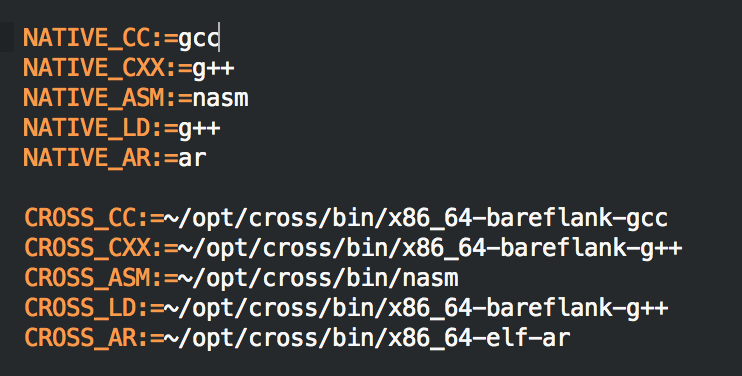 NATIVE_CC:=gcc
NATIVE_CXX:=g++
NATIVE_ASM:=nasm
NATIVE_LD:=g++
NATIVE_AR:=ar
CROSS_CC:=~/opt/cross/bin/x86_64-bareflank-gcc
CROSS_CXX:=~/opt/cross/bin/x86_64-bareflank-g++
CROSS_ASM:=~/opt/cross/bin/nasm
CROSS_LD:=~/opt/cross/bin/x86_64-bareflank-g++
CROSS_AR:=~/opt/cross/bin/x86_64-elf-ar